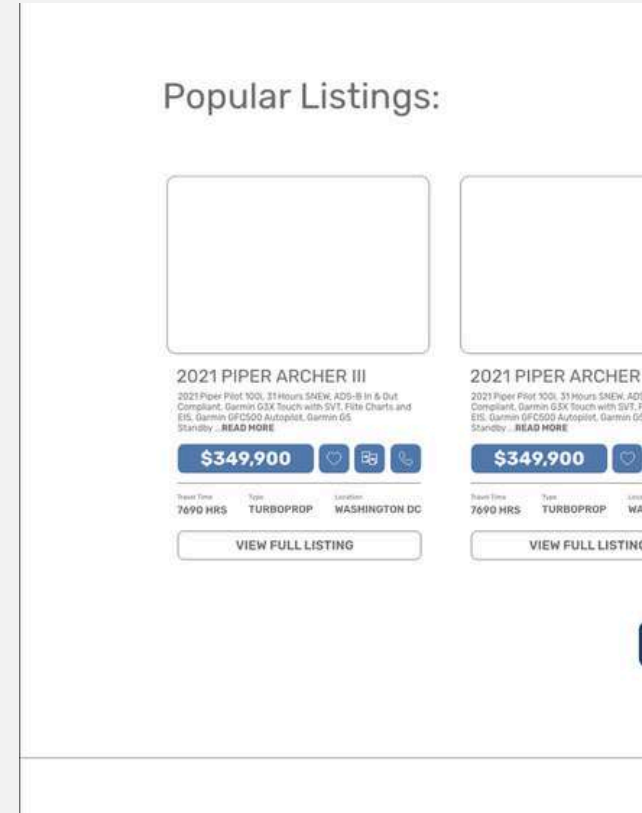 Popular Listings:
2021 PIPER ARCHER III
2021 Piper Pilot 100i, 31 Hours SNEW, ADS-B In & Out
Compliant, Garmin G3X Touch with SVT, Flite Charts and
EIS, Garmin GFC500 Autopilot, Garmin G5
Standby ... READ MORE
$349,900
Travel Time Type Location
7690 HRS TURBOPROP WASHINGTON DC
VIEW FULL LISTING
2021 PIPER ARCHER
2021 Piper Pilot 100i, 31 Hours SNEW, ADS
Compliant, Garmin G3X Touch with SVT, F
EIS, Garmin GFC500 Autopilot, Garmin G5
Standby ... READ MORE
$349,900
Travel Time Type Loca
7690 HRS TURBOPROP WA
VIEW FULL LISTING